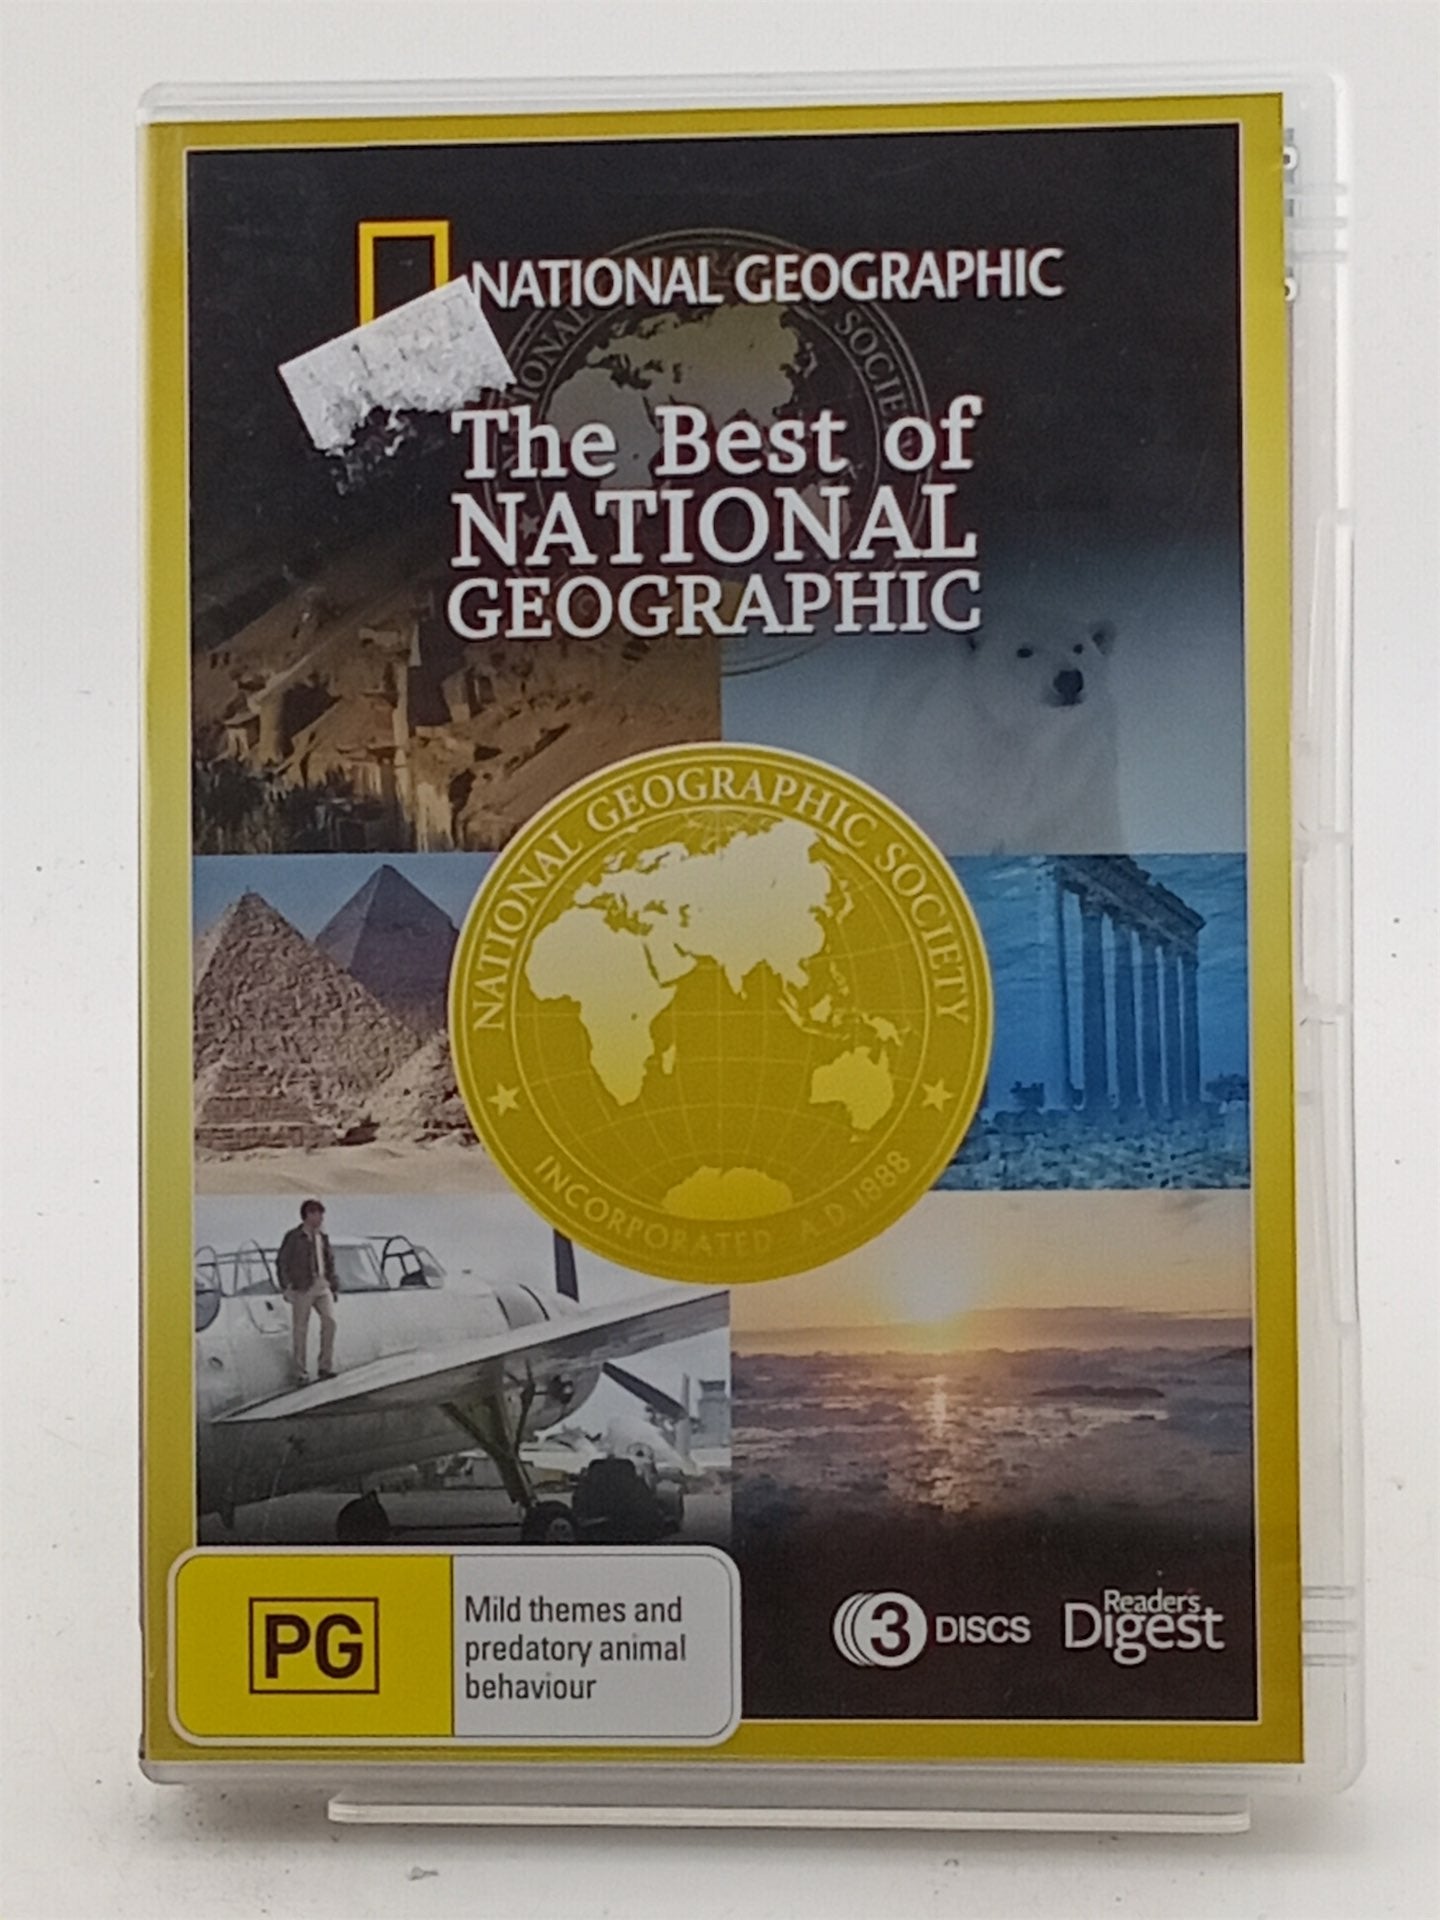 NATIONAL GEOGRAPHIC
The Best of
NATIONAL
GEOGRAPHIC
NATIONAL GEOGRAPHIC SOCIETY
INCORPORATED A.D. 1888
PG
Mild themes and
predatory animal
behaviour
3 DISCS
Reader's
Digest